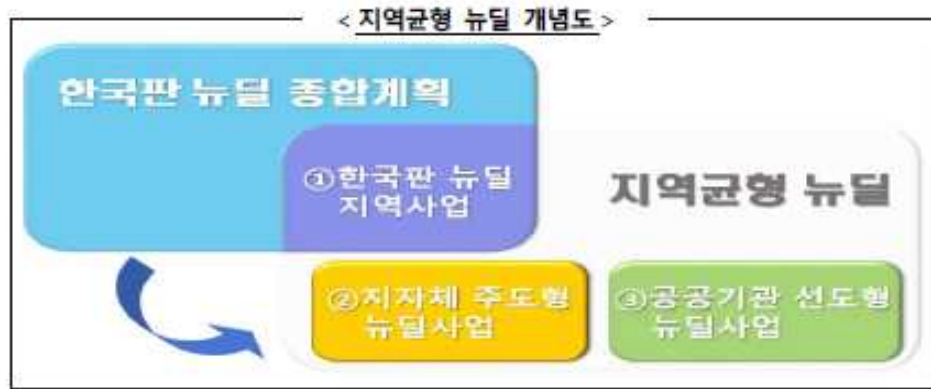 < 지역균형 뉴딜 개념도 >
한국판 뉴딜 종합계획
①한국판 뉴딜
지역사업
지역균형 뉴딜
②지자체 주도형
뉴딜사업
③공공기관 선도형
뉴딜사업